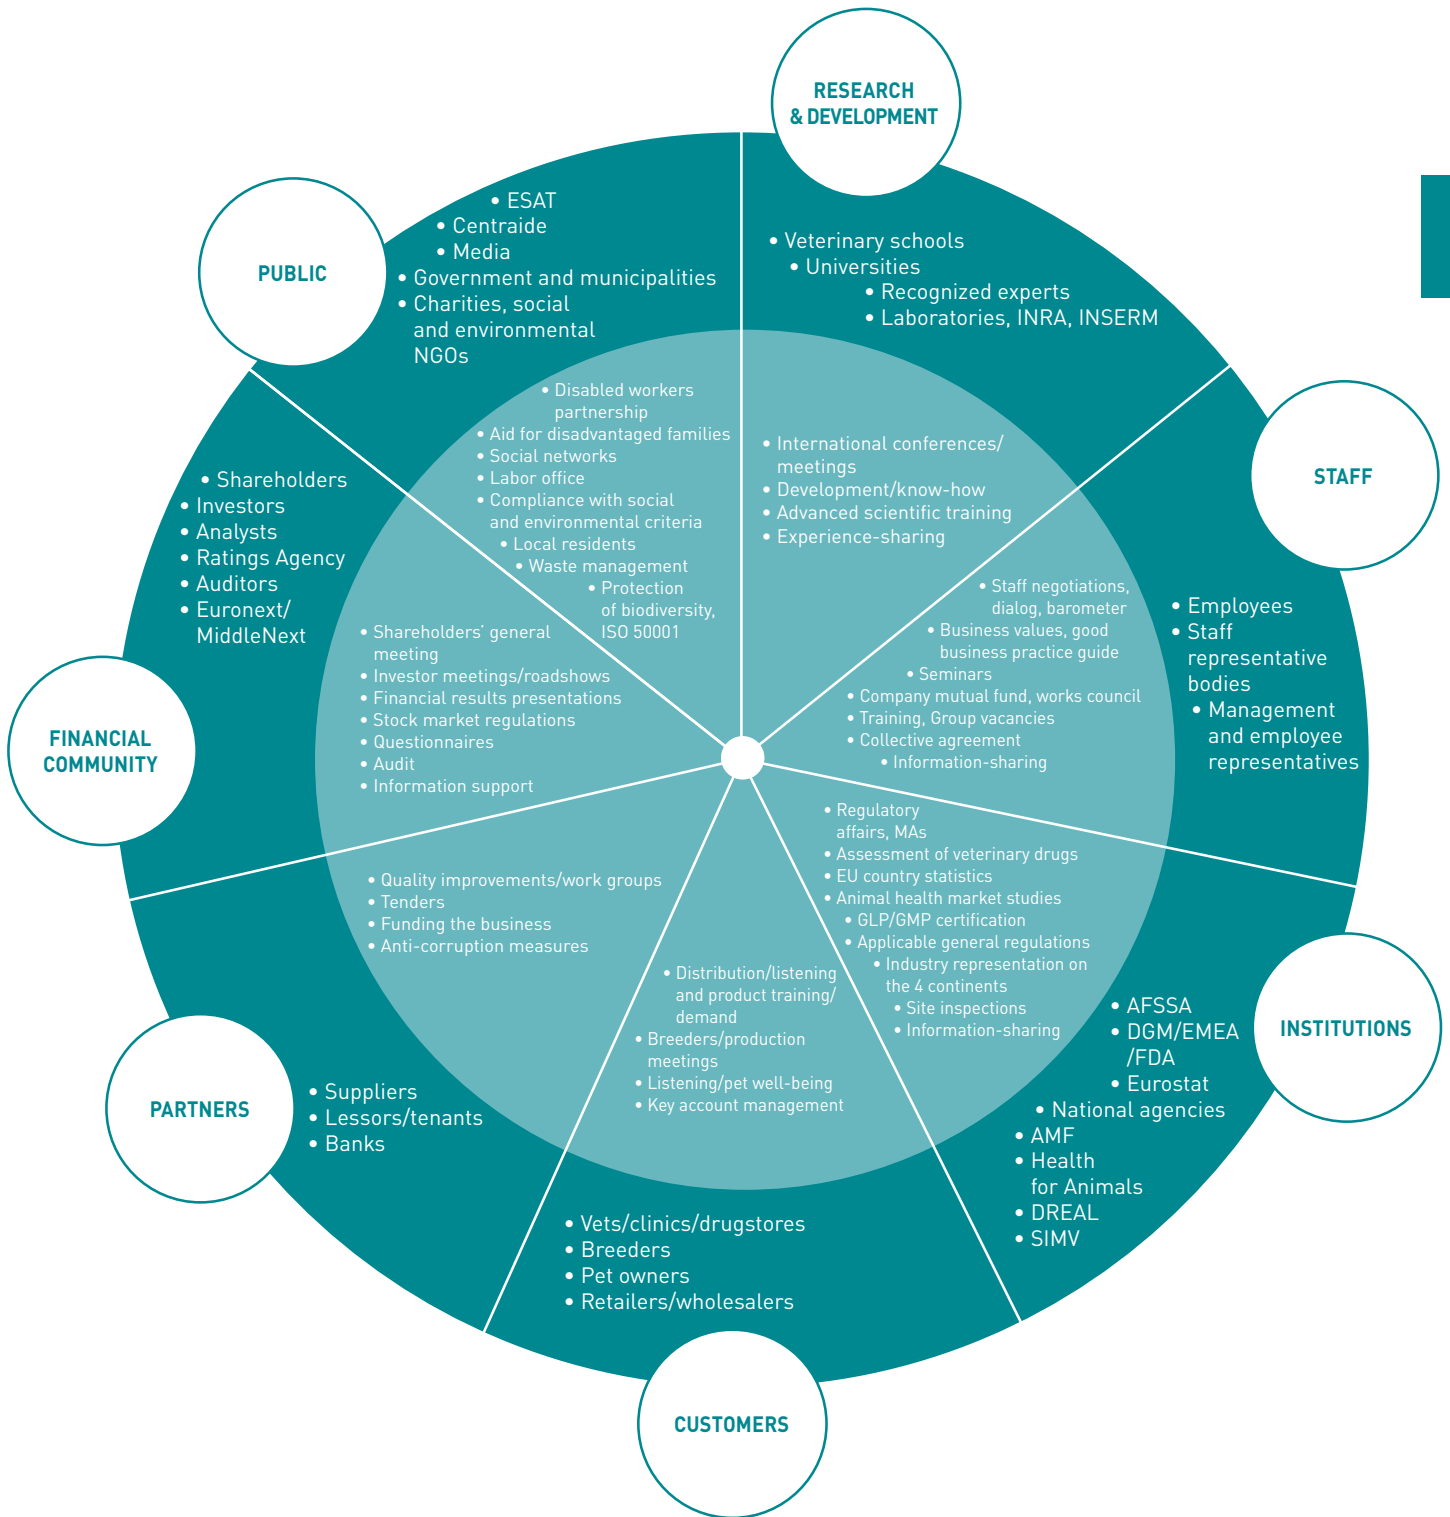 RESEARCH
& DEVELOPMENT
• Veterinary schools
• Universities
• Recognized experts
• Laboratories, INRA, INSERM
• International conferences/
meetings
• Development/know-how
• Advanced scientific training
• Experience-sharing
STAFF
• Employees
• Staff
representative
bodies
• Management
and employee
representatives
• Staff negotiations,
dialog, barometer
• Business values, good
business practice guide
• Seminars
• Company mutual fund, works council
• Training, Group vacancies
• Collective agreement
• Information-sharing
INSTITUTIONS
• AFSSA
• DGM/EMEA
/FDA
• Eurostat
• National agencies
• AMF
• Health
for Animals
• DREAL
• SIMV
• Regulatory
affairs, MAs
• Assessment of veterinary drugs
• EU country statistics
• Animal health market studies
• GLP/GMP certification
• Applicable general regulations
• Industry representation on
the 4 continents
• Site inspections
• Information-sharing
CUSTOMERS
• Vets/clinics/drugstores
• Breeders
• Pet owners
• Retailers/wholesalers
• Distribution/listening
and product training/
demand
• Breeders/production
meetings
• Listening/pet well-being
• Key account management
PARTNERS
• Suppliers
• Lessors/tenants
• Banks
• Quality improvements/work groups
• Tenders
• Funding the business
• Anti-corruption measures
FINANCIAL
COMMUNITY
• Shareholders
• Investors
• Analysts
• Ratings Agency
• Auditors
• Euronext/
MiddleNext
• Shareholders' general
meeting
• Investor meetings/roadshows
• Financial results presentations
• Stock market regulations
• Questionnaires
• Audit
• Information support
PUBLIC
• ESAT
• Centraide
• Media
• Government and municipalities
• Charities, social
and environmental
NGOs
• Disabled workers
partnership
• Aid for disadvantaged families
• Social networks
• Labor office
• Compliance with social
and environmental criteria
• Local residents
• Waste management
• Protection
of biodiversity,
ISO 50001